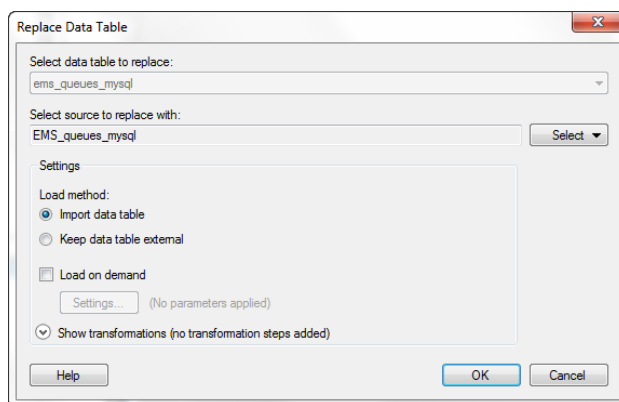 Replace Data Table
Select data table to replace:
ems_queues_mysql
Select source to replace with:
EMS_queues_mysql
Select
Settings
Load method:
Import data table
Keep data table external
Load on demand
Settings... (No parameters applied)
Show transformations (no transformation steps added)
Help OK Cancel